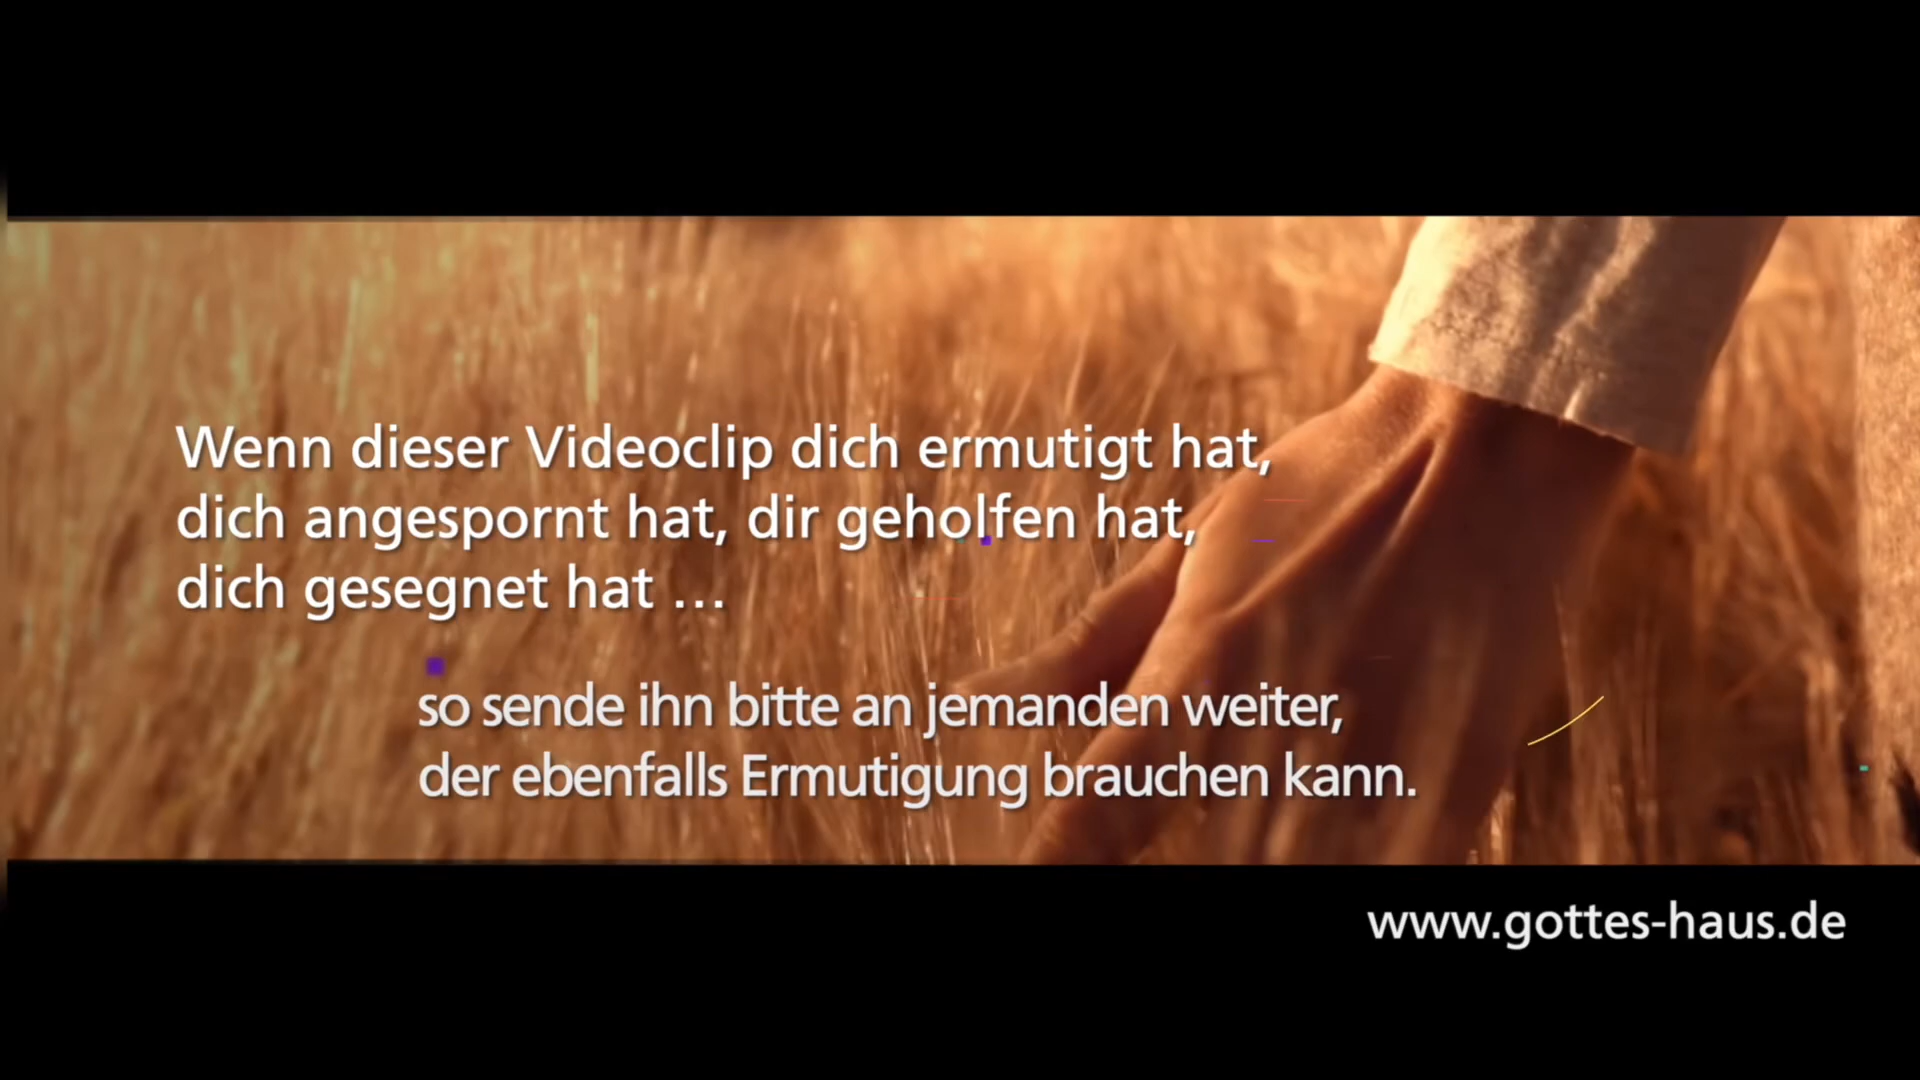 Wenn dieser Videoclip dich ermutigt hat,
dich angespornt hat, dir geholfen hat,
dich gesegnet hat ...
so sende ihn bitte an jemanden weiter,
der ebenfalls Ermutigung brauchen kann.
www.gottes-haus.de